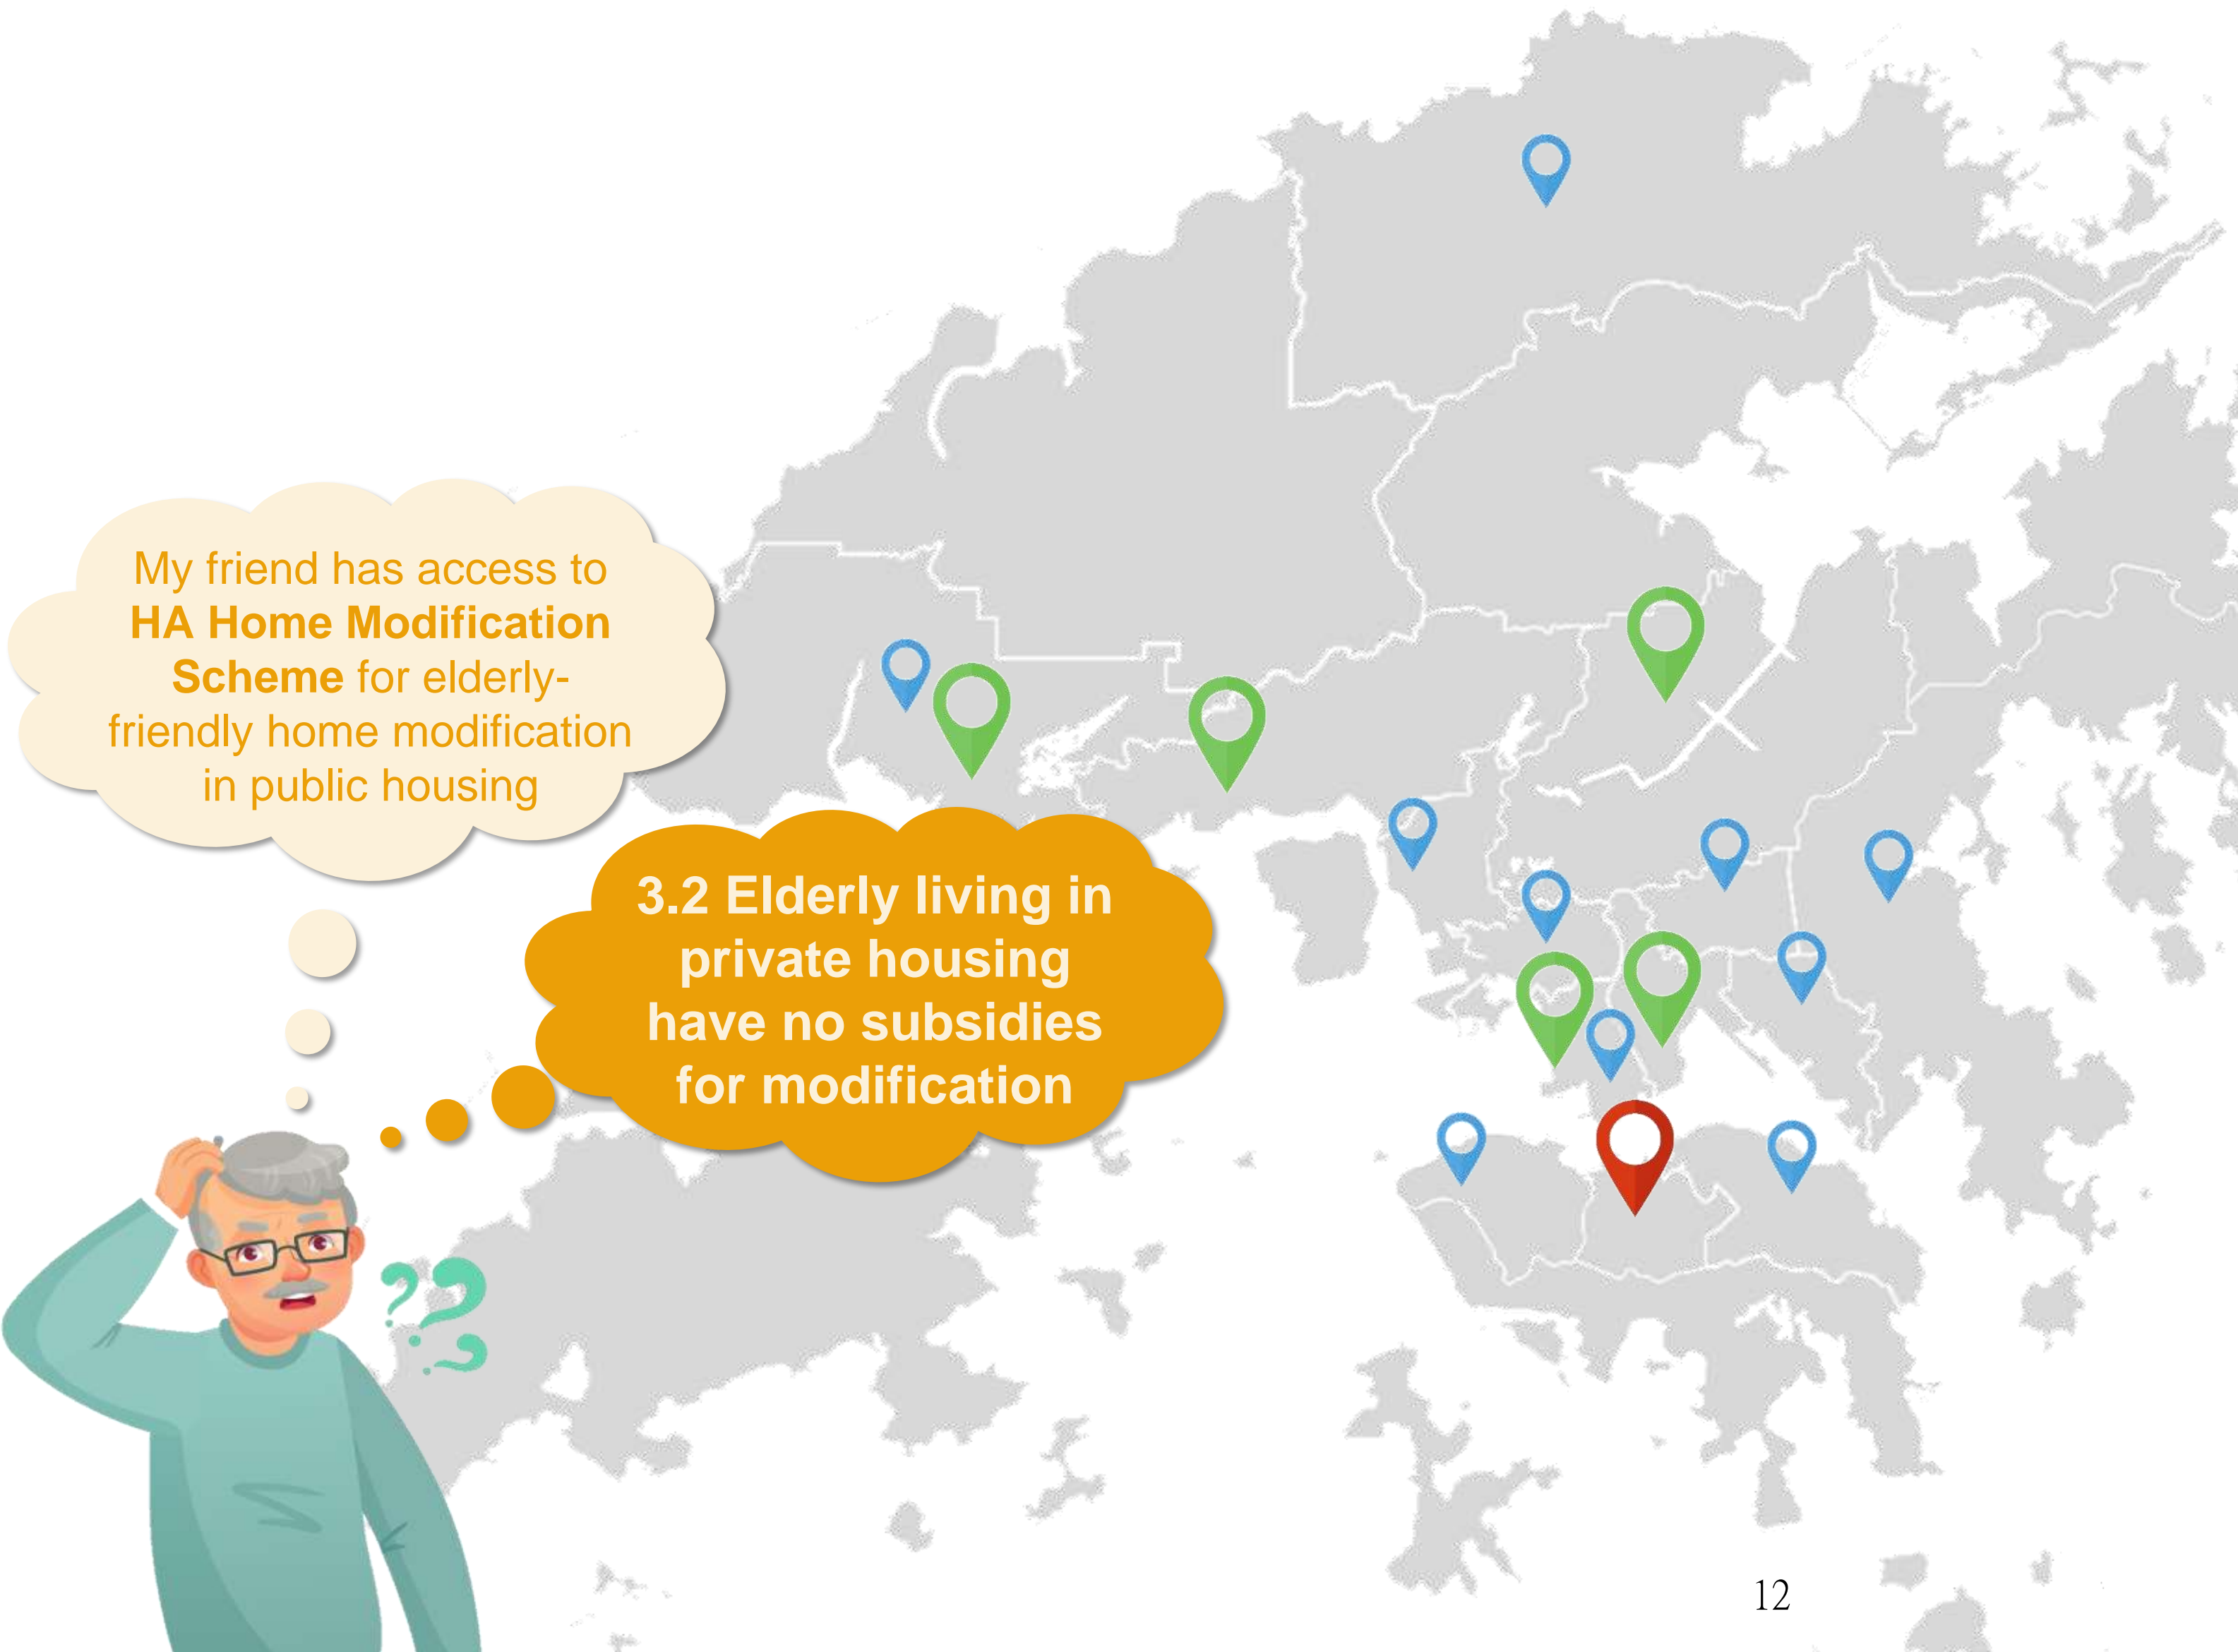 My friend has access to
HA Home Modification
Scheme for elderly-
friendly home modification
in public housing
3.2 Elderly living in
private housing
have no subsidies
for modification
??
?
12